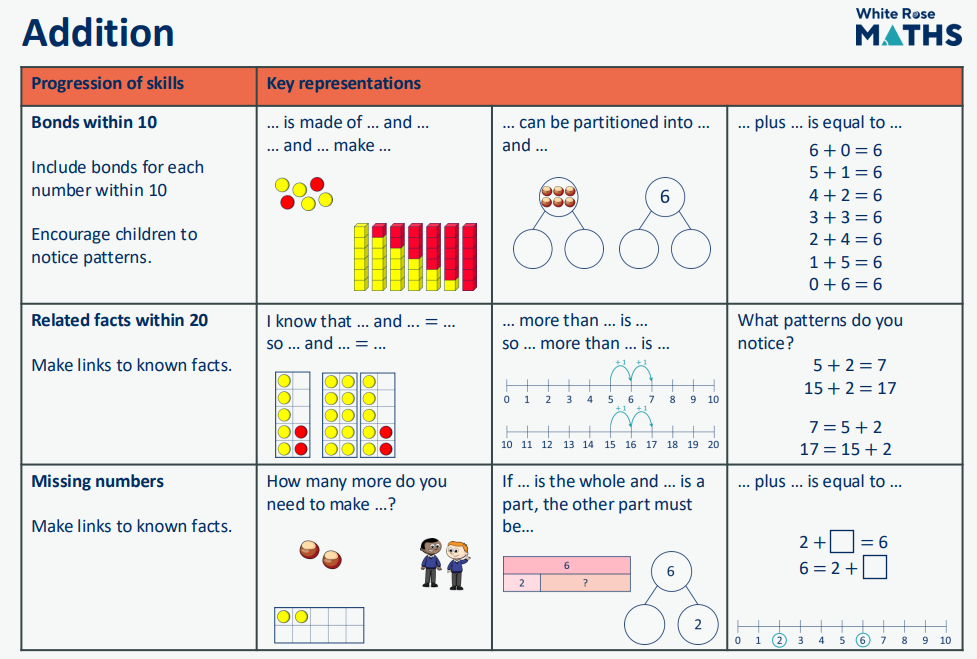 Addition
White Rose
MATHS
Progression of skills
Key representations
Bonds within 10
Include bonds for each
number within 10
Encourage children to
notice patterns.
... is made of ... and ...
... and ... make ...
... can be partitioned into ...
and ...
6
... plus ... is equal to ...
6 + 0 = 6
5 + 1 = 6
4 + 2 = 6
3 + 3 = 6
2 + 4 = 6
1 + 5 = 6
0 + 6 = 6
Related facts within 20
Make links to known facts.
I know that ... and ... = ...
so ... and ... = ...
... more than ... is ...
so ... more than ... is ...
+1 +1
0 1 2 3 4 5 6 7 8 9 10
+1 +1
10 11 12 13 14 15 16 17 18 19 20
What patterns do you
notice?
5 + 2 = 7
15 + 2 = 17
7 = 5 + 2
17 = 15 + 2
Missing numbers
Make links to known facts.
How many more do you
need to make ...?
If ... is the whole and ... is a
part, the other part must
be...
6
2 ?
6
2
... plus ... is equal to ...
2 + □ = 6
6 = 2 + □
0 1 2 3 4 5 6 7 8 9 10